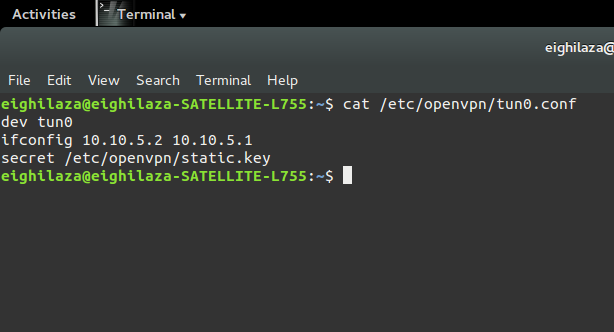 Activities Terminal
eighilaza@
File Edit View Search Terminal Help
eighilaza@eighilaza-SATELLITE-L755:~$ cat /etc/openvpn/tun0.conf
dev tun0
ifconfig 10.10.5.2 10.10.5.1
secret /etc/openvpn/static.key
eighilaza@eighilaza-SATELLITE-L755:~$